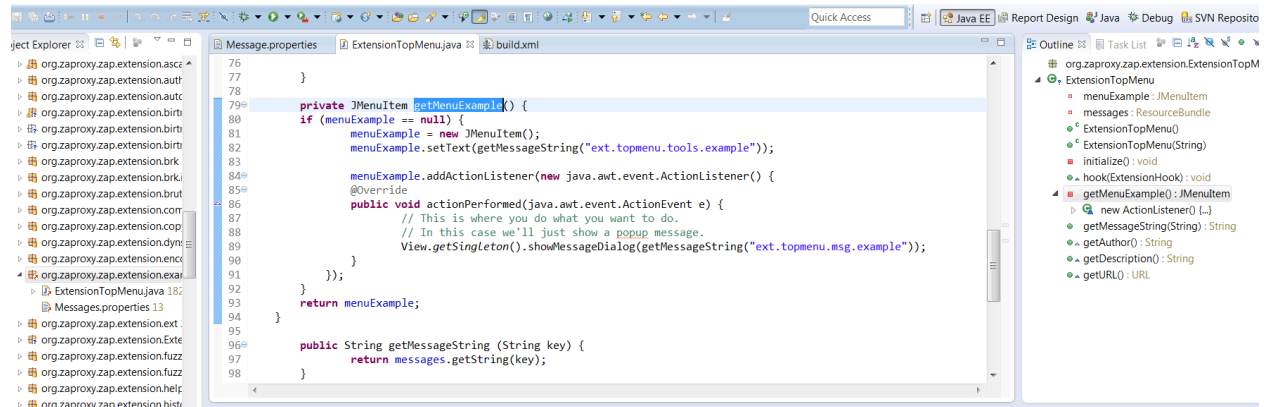 Quick Access
Java EE
Report Design
Java
Debug
SVN Reposito
ject Explorer
org.zaproxy.zap.extension.asca
org.zaproxy.zap.extension.auth
org.zaproxy.zap.extension.autc
org.zaproxy.zap.extension.birtr
org.zaproxy.zap.extension.birtr
org.zaproxy.zap.extension.birtr
org.zaproxy.zap.extension.brk
org.zaproxy.zap.extension.brk.i
org.zaproxy.zap.extension.brut
org.zaproxy.zap.extension.com
org.zaproxy.zap.extension.cop
org.zaproxy.zap.extension.dyn
org.zaproxy.zap.extension.enco
org.zaproxy.zap.extension.exar
ExtensionTopMenu.java 182
Messages.properties 13
org.zaproxy.zap.extension.ext
org.zaproxy.zap.extension.Exte
org.zaproxy.zap.extension.fuzz
org.zaproxy.zap.extension.fuzz
org.zaproxy.zap.extension.help
org.zaproxy.zap.extension.histo
Message.properties
ExtensionTopMenu.java
build.xml
76
77 }
78
79 private JMenuItem getMenuExample() {
80 if (menuExample == null) {
81 menuExample = new JMenuItem();
82 menuExample.setText(getMessageString("ext.topmenu.tools.example"));
83
84 menuExample.addActionListener(new java.awt.event.ActionListener() {
85 @Override
86 public void actionPerformed(java.awt.event.ActionEvent e) {
87 // This is where you do what you want to do.
88 // In this case we'll just show a popup message.
89 View.getSingleton().showMessageDialog(getMessageString("ext.topmenu.msg.example"));
90 }
91 });
92 }
93 return menuExample;
94 }
95
96 public String getMessageString (String key) {
97 return messages.getString(key);
98 }
Outline
Task List
org.zaproxy.zap.extension.ExtensionTopM
ExtensionTopMenu
menuExample : JMenuItem
messages : ResourceBundle
ExtensionTopMenu()
ExtensionTopMenu(String)
initialize() : void
hook(ExtensionHook) : void
getMenuExample() : JMenuItem
new ActionListener() {...}
getMessageString(String) : String
getAuthor() : String
getDescription() : String
getURL() : URL